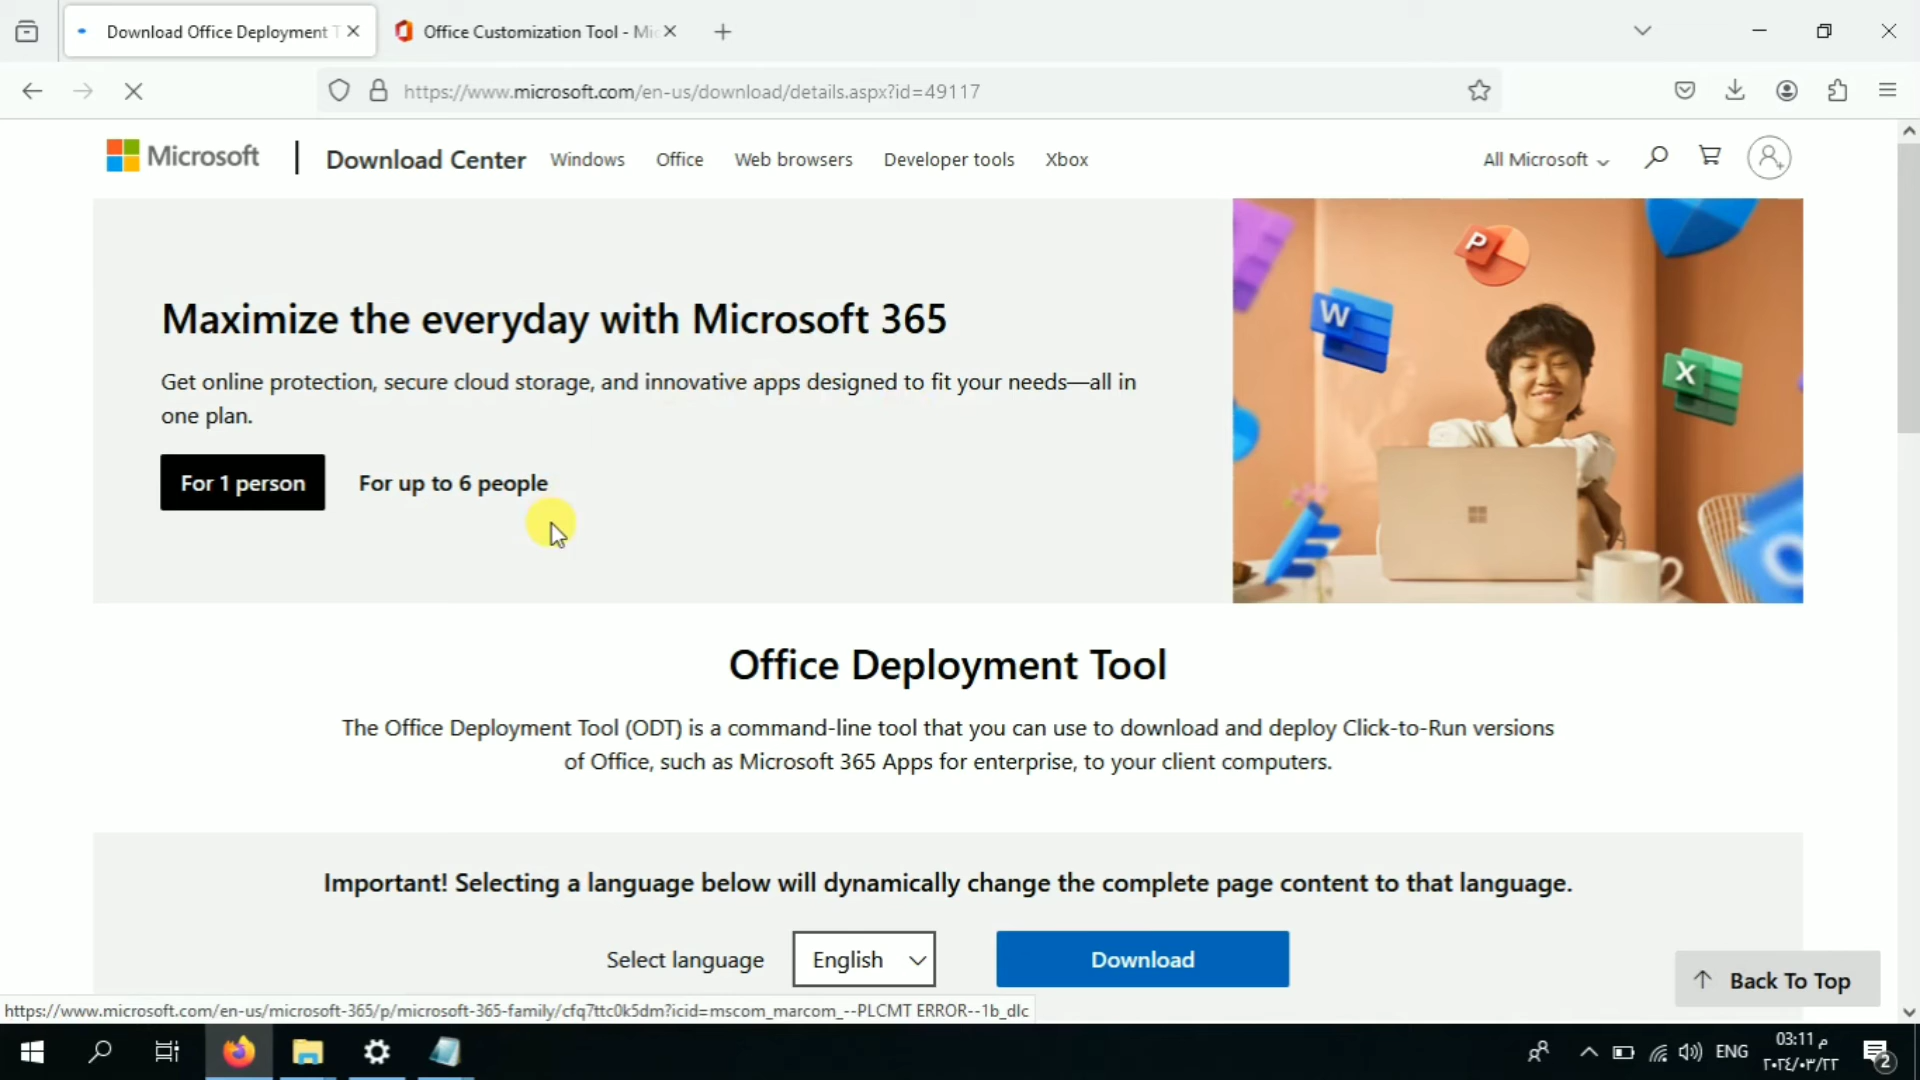 Download Office Deployment T
Office Customization Tool - Mi
https://www.microsoft.com/en-us/download/details.aspx?id=49117
Microsoft
Download Center
Windows
Office
Web browsers
Developer tools
Xbox
All Microsoft
Maximize the everyday with Microsoft 365
Get online protection, secure cloud storage, and innovative apps designed to fit your needs—all in
one plan.
For 1 person
For up to 6 people
P
W
X
O
Office Deployment Tool
The Office Deployment Tool (ODT) is a command-line tool that you can use to download and deploy Click-to-Run versions
of Office, such as Microsoft 365 Apps for enterprise, to your client computers.
Important! Selecting a language below will dynamically change the complete page content to that language.
Select language
English
Download
Back To Top
https://www.microsoft.com/en-us/microsoft-365/p/microsoft-365-family/cfq7ttc0k5dm?icid=mscom_marcom_--PLCMT ERROR--1b_dlc
ENG
03:11 م
٢٠٢٤/٠٣/٢٢
2